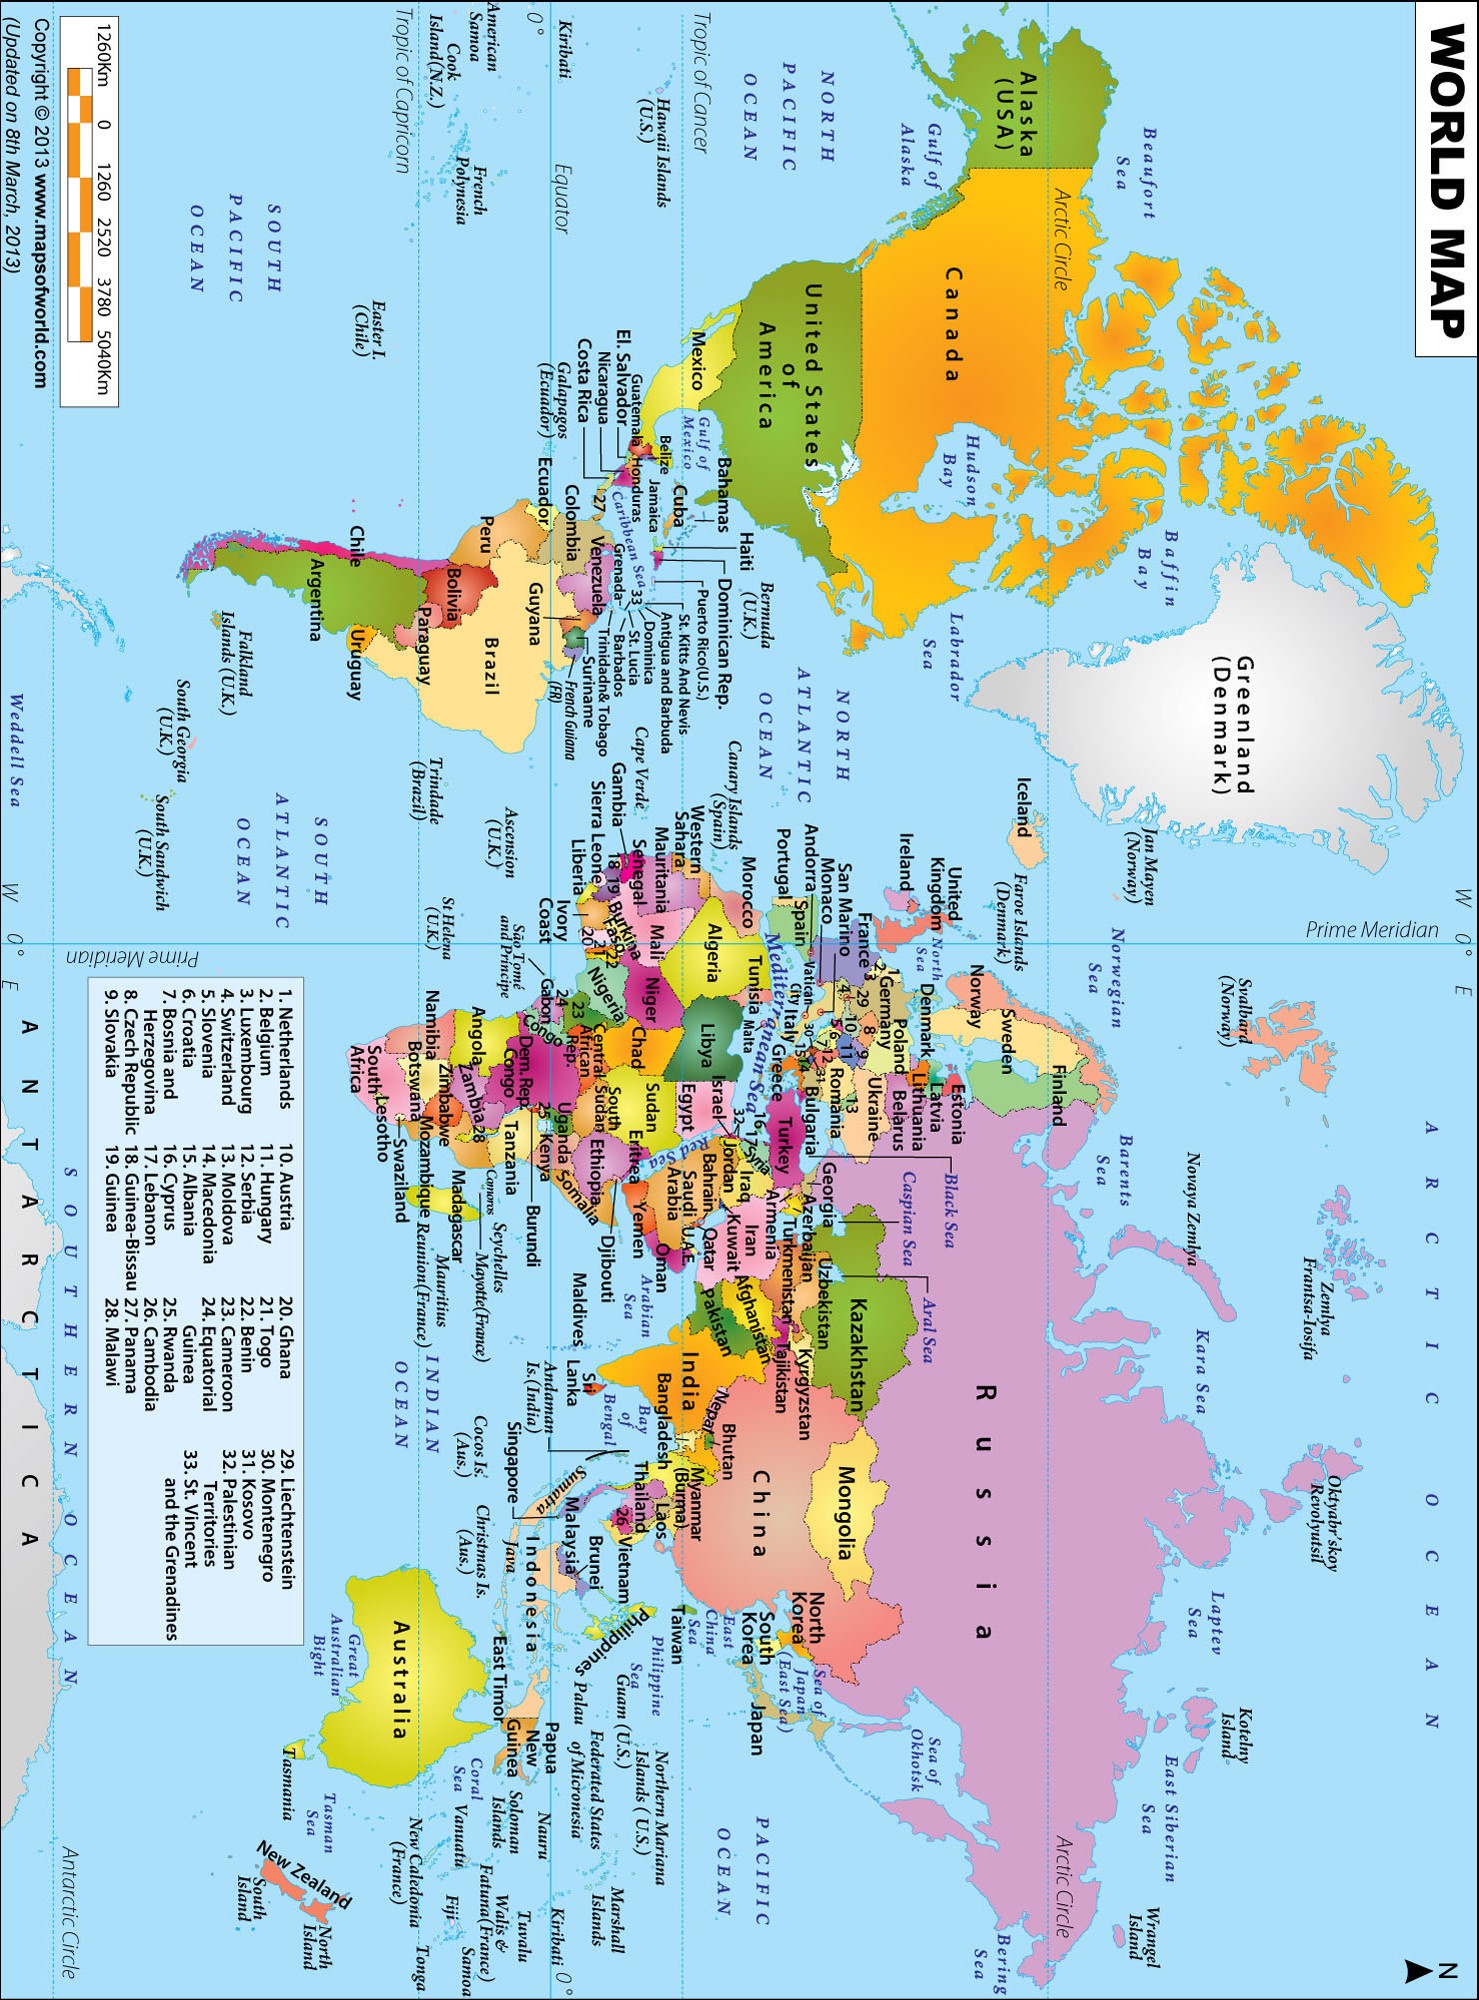 WORLD MAP
N
ARCTIC OCEAN
W 0° E
Prime Meridian
Beaufort
Sea
Baffin
Bay
Greenland
(Denmark)
Jan Mayen
(Norway)
Svalbard
(Norway)
Norwegian
Sea
Barents
Sea
Novaya Zemlya
Zemlya
Frantsa-Iosifa
Kara Sea
Oktyabr'skoy
Revolyutsii
Laptev
Sea
Kotelny
Island
East Siberian
Sea
Wrangel
Island
Bering
Sea
Arctic Circle
Arctic Circle
Alaska
(USA)
Gulf of
Alaska
Canada
Hudson
Bay
Labrador
Sea
Iceland
Faroe Islands
(Denmark)
Norway
Sweden
Finland
Russia
Sea of
Okhotsk
United
Kingdom
Ireland
North
Sea
Denmark
Estonia
Latvia
Lithuania
Belarus
Poland
Germany
Ukraine
France
San Marino
Monaco
Andorra
Portugal
Spain
Vatican
City
Italy
Romania
Bulgaria
Greece
Malta
Mediterranean Sea
Turkey
Black Sea
Caspian Sea
Aral Sea
Georgia
Azerbaijan
Armenia
Kazakhstan
Uzbekistan
Turkmenistan
Kyrgyzstan
Tajikistan
Mongolia
China
North
Korea
South
Korea
Sea of
Japan
(East Sea)
Japan
East
China
Sea
Taiwan
NORTH
PACIFIC
OCEAN
United States
of
America
NORTH
ATLANTIC
OCEAN
PACIFIC
OCEAN
Tropic of Cancer
Hawaii Islands
(U.S.)
Mexico
Gulf of
Mexico
Bahamas
Cuba
Haiti
Bermuda
(U.K.)
Dominican Rep.
Puerto Rico(U.S.)
St. Kitts And Nevis
Antigua and Barbuda
Dominica
St. Lucia
Barbados
Trinidadn& Tobago
Grenada
Jamaica
Belize
Honduras
Guatemala
El. Salvador
Nicaragua
Costa Rica
Caribbean Sea
Galapagos
(Ecuador)
Ecuador
Colombia
Venezuela
Guyana
Suriname
French Guiana
(FR)
Peru
Brazil
Bolivia
Paraguay
Chile
Argentina
Uruguay
Kiribati
0°
Equator
American
Samoa
Cook
Island(N.Z.)
French
Polynesia
Tropic of Capricorn
Easter I.
(Chile)
SOUTH
PACIFIC
OCEAN
Falkland
Islands (U.K.)
South Georgia
(U.K.)
South Sandwich
(U.K.)
Trindade
(Brazil)
Ascension
(U.K.)
St Helena
(U.K.)
SOUTH
ATLANTIC
OCEAN
Weddell Sea
Canary Islands
(Spain)
Cape Verde
Morocco
Western
Sahara
Mauritania
Senegal
Gambia
Sierra Leone
Liberia
Ivory
Coast
Burkina
Faso
Mali
Algeria
Tunisia
Libya
Egypt
Niger
Nigeria
Chad
Sudan
South
Sudan
Eritrea
Ethiopia
Djibouti
Somalia
Central
African
Rep.
São Tomé
and Principe
Gabon
Congo
Dem. Rep.
Congo
Uganda
Kenya
Burundi
Tanzania
Angola
Zambia
Zimbabwe
Mozambique
Namibia
Botswana
South
Africa
Lesotho
Swaziland
Madagascar
Comoros
Mayotte(France)
Seychelles
Reunion(France)
Mauritius
Maldives
Israel
Syria
Jordan
Iraq
Iran
Kuwait
Bahrain
Qatar
Saudi
Arabia
U.A.E.
Oman
Yemen
Red Sea
Arabian
Sea
Afghanistan
Pakistan
India
Nepal
Bhutan
Bangladesh
Myanmar
(Burma)
Bay
of
Bengal
Sri
Lanka
Andaman
Is.(India)
Thailand
Laos
Vietnam
Malaysia
Singapore
Brunei
Sumatra
Java
Indonesia
East Timor
Philippines
Philippine
Sea
Guam (U.S.)
Northern Mariana
Islands ( U.S.)
Palau
Federated States
of Micronesia
Marshall
Islands
Papua
New
Guinea
Nauru
Kiribati
0°
Soloman
Islands
Tuvalu
Walis &
Fatuna(France)
Samoa
Vanuatu
Fiji
Tonga
New Caledonia
(France)
Coral
Sea
Cocos Is.
(Aus.)
Christmas Is.
(Aus.)
INDIAN
OCEAN
Australia
Great
Australian
Bight
Tasmania
Tasman
Sea
New Zealand
North
Island
South
Island
SOUTHERN OCEAN
ANTARCTICA
Antarctic Circle
W 0° E
Prime Meridian
1. Netherlands
2. Belgium
3. Luxembourg
4. Switzerland
5. Slovenia
6. Croatia
7. Bosnia and
Herzegovina
8. Czech Republic
9. Slovakia
10. Austria
11. Hungary
12. Serbia
13. Moldova
14. Macedonia
15. Albania
16. Cyprus
17. Lebanon
18. Guinea-Bissau
19. Guinea
20. Ghana
21. Togo
22. Benin
23. Cameroon
24. Equatorial
Guinea
25. Rwanda
26. Cambodia
27. Panama
28. Malawi
29. Liechtenstein
30. Montenegro
31. Kosovo
32. Palestinian
Territories
33. St. Vincent
and the Grenadines
1260Km 0 1260 2520 3780 5040Km
Copyright © 2013 www.mapsofworld.com
(Updated on 8th March, 2013)